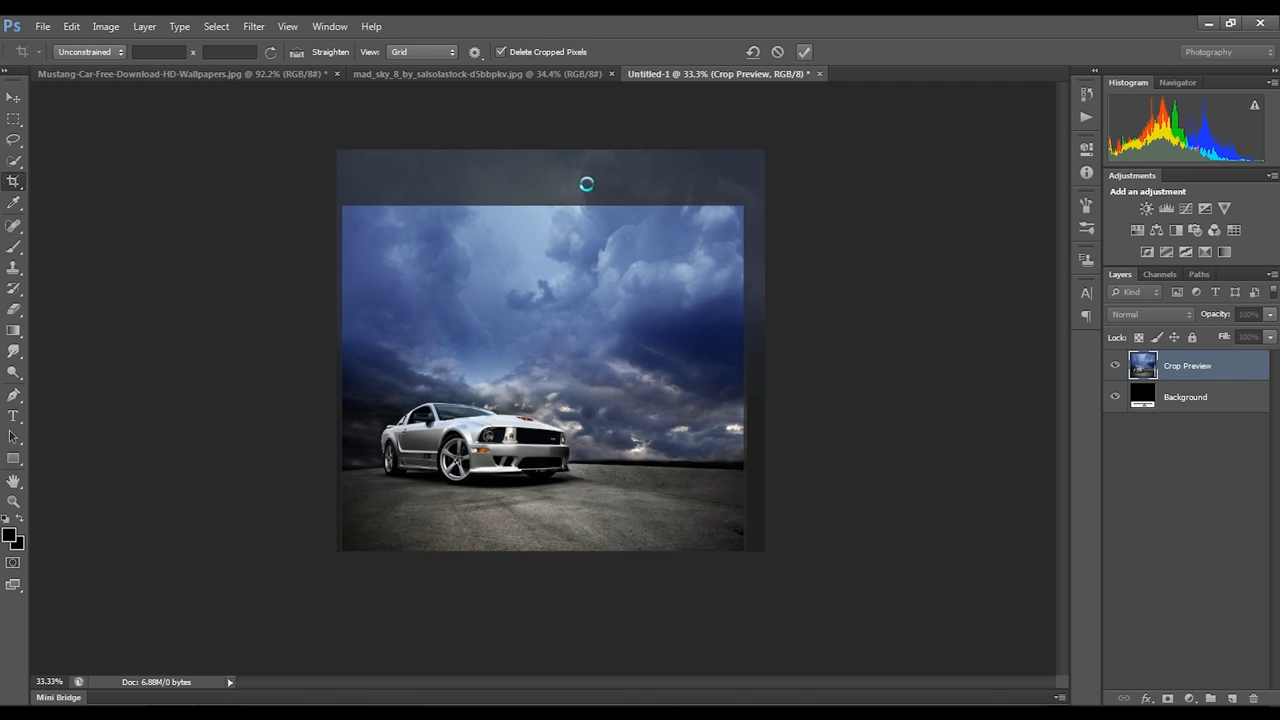 Ps File Edit Image Layer Type Select Filter View Window Help
Unconstrained x Straighten View: Grid Delete Cropped Pixels Photography
Mustang-Car-Free-Download-HD-Wallpapers.jpg @ 92.2% (RGB/8#) * × mad_sky_8_by_salsolastock-d5bbpkv.jpg @ 34.4% (RGB/8#) × Untitled-1 @ 33.3% (Crop Preview, RGB/8) * ×
Histogram Navigator
Adjustments
Add an adjustment
Layers Channels Paths
Kind T
Normal Opacity: 100%
Lock: Fill: 100%
Crop Preview
Background
A
T
33.33% Doc: 6.88M/0 bytes
fx
Mini Bridge